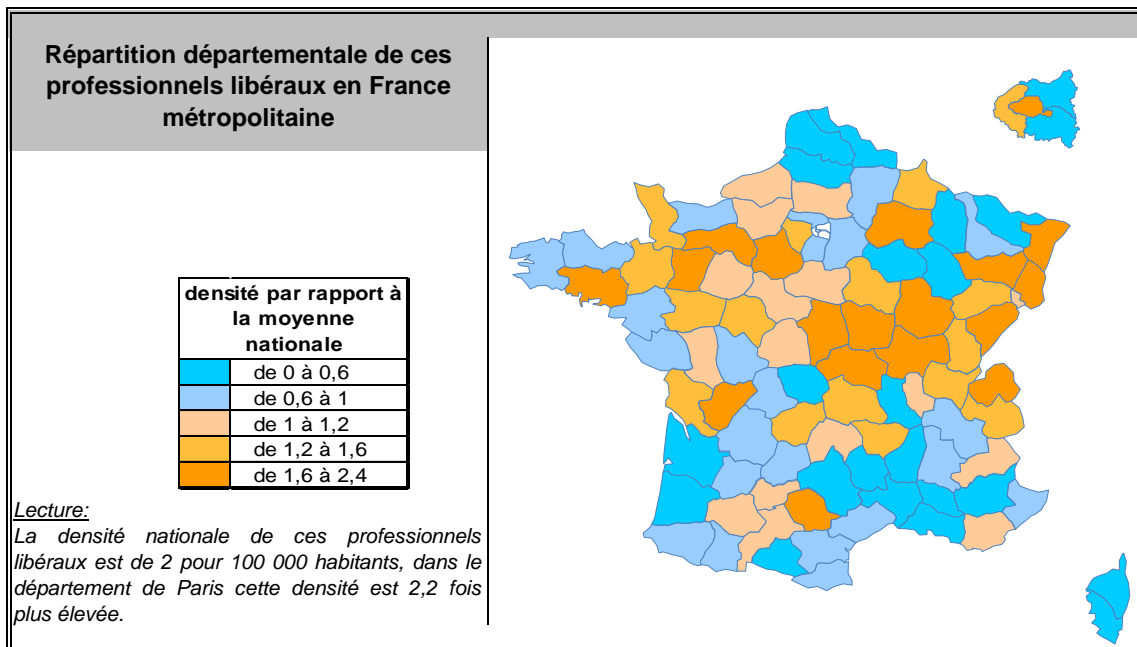 Répartition départementale de ces
professionnels libéraux en France
métropolitaine
densité par rapport à
la moyenne
nationale
de 0 à 0,6
de 0,6 à 1
de 1 à 1,2
de 1,2 à 1,6
de 1,6 à 2,4
Lecture:
La densité nationale de ces professionnels
libéraux est de 2 pour 100 000 habitants, dans le
département de Paris cette densité est 2,2 fois
plus élevée.